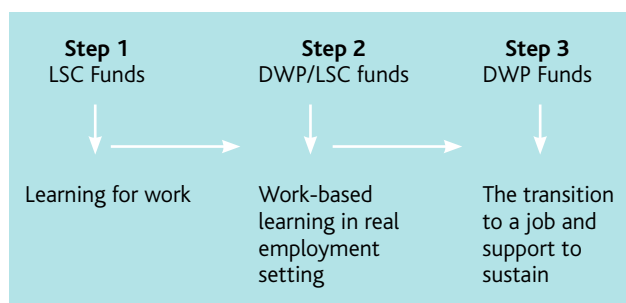 Step 1
LSC Funds
Step 2
DWP/LSC funds
Step 3
DWP Funds
Learning for work
Work-based
learning in real
employment
setting
The transition
to a job and
support to
sustain